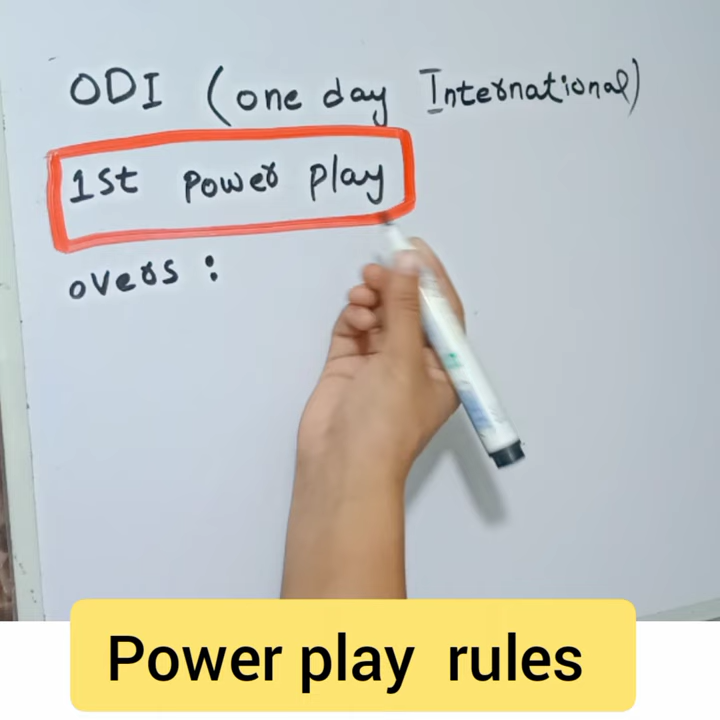 ODI (one day International)
1st power play
overs :
Power play rules